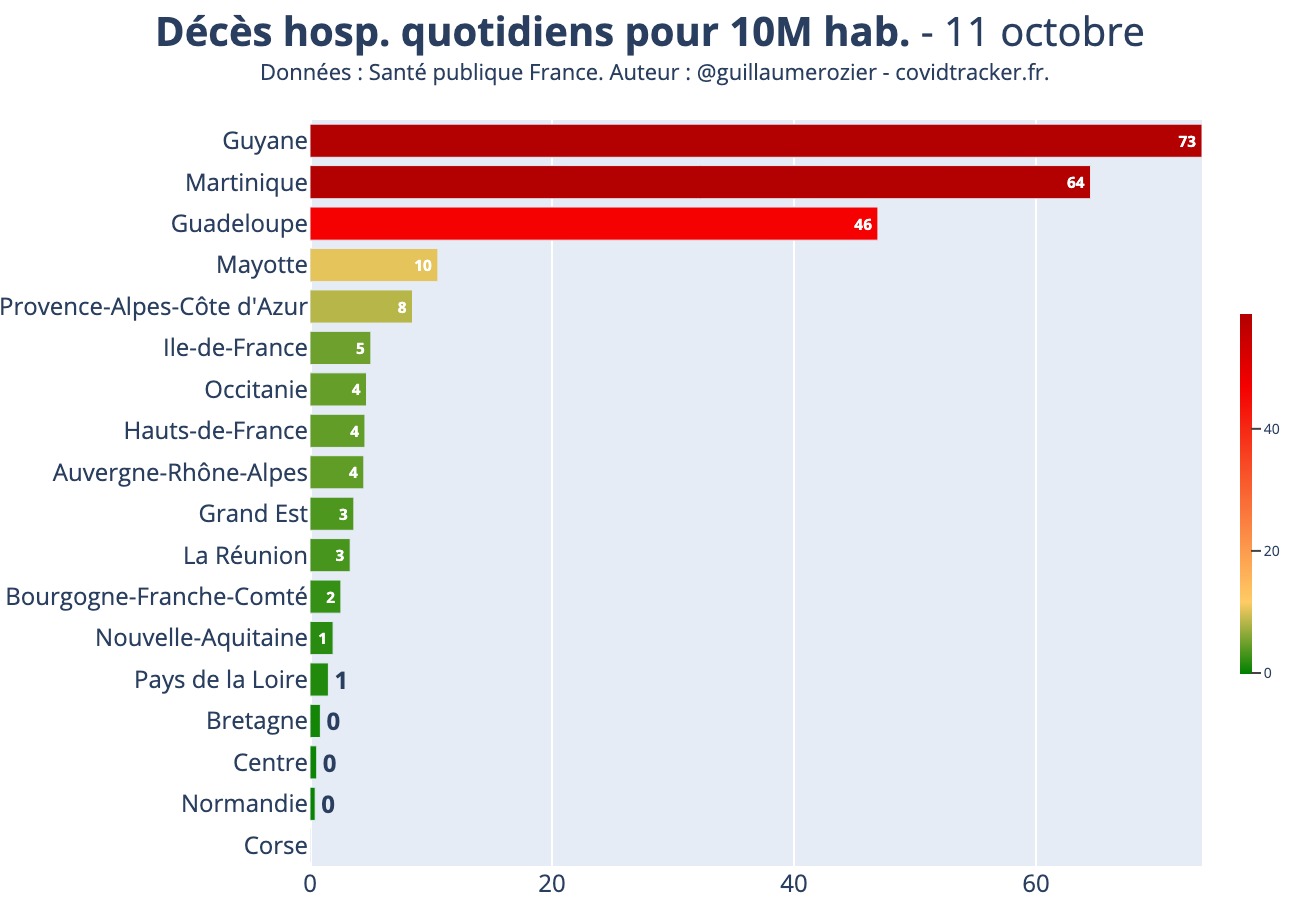 Décès hosp. quotidiens pour 10M hab. - 11 octobre
Données : Santé publique France. Auteur : @guillaumerozier - covidtracker.fr.
Guyane 73
Martinique 64
Guadeloupe 46
Mayotte 10
Provence-Alpes-Côte d'Azur 8
Ile-de-France 5
Occitanie 4
Hauts-de-France 4
Auvergne-Rhône-Alpes 4
Grand Est 3
La Réunion 3
Bourgogne-Franche-Comté 2
Nouvelle-Aquitaine 1
Pays de la Loire 1
Bretagne 0
Centre 0
Normandie 0
Corse
0 20 40 60
40
20
0